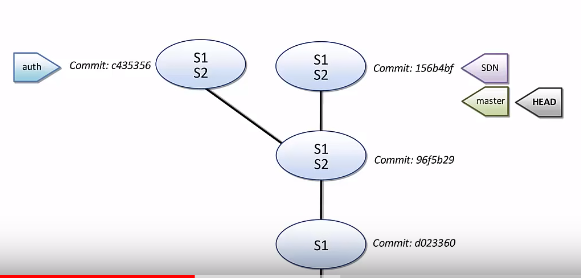 auth
Commit: c435356
S1
S2
S1
S2
Commit: 156b4bf
SDN
master
HEAD
S1
S2
Commit: 96f5b29
S1
Commit: d023360